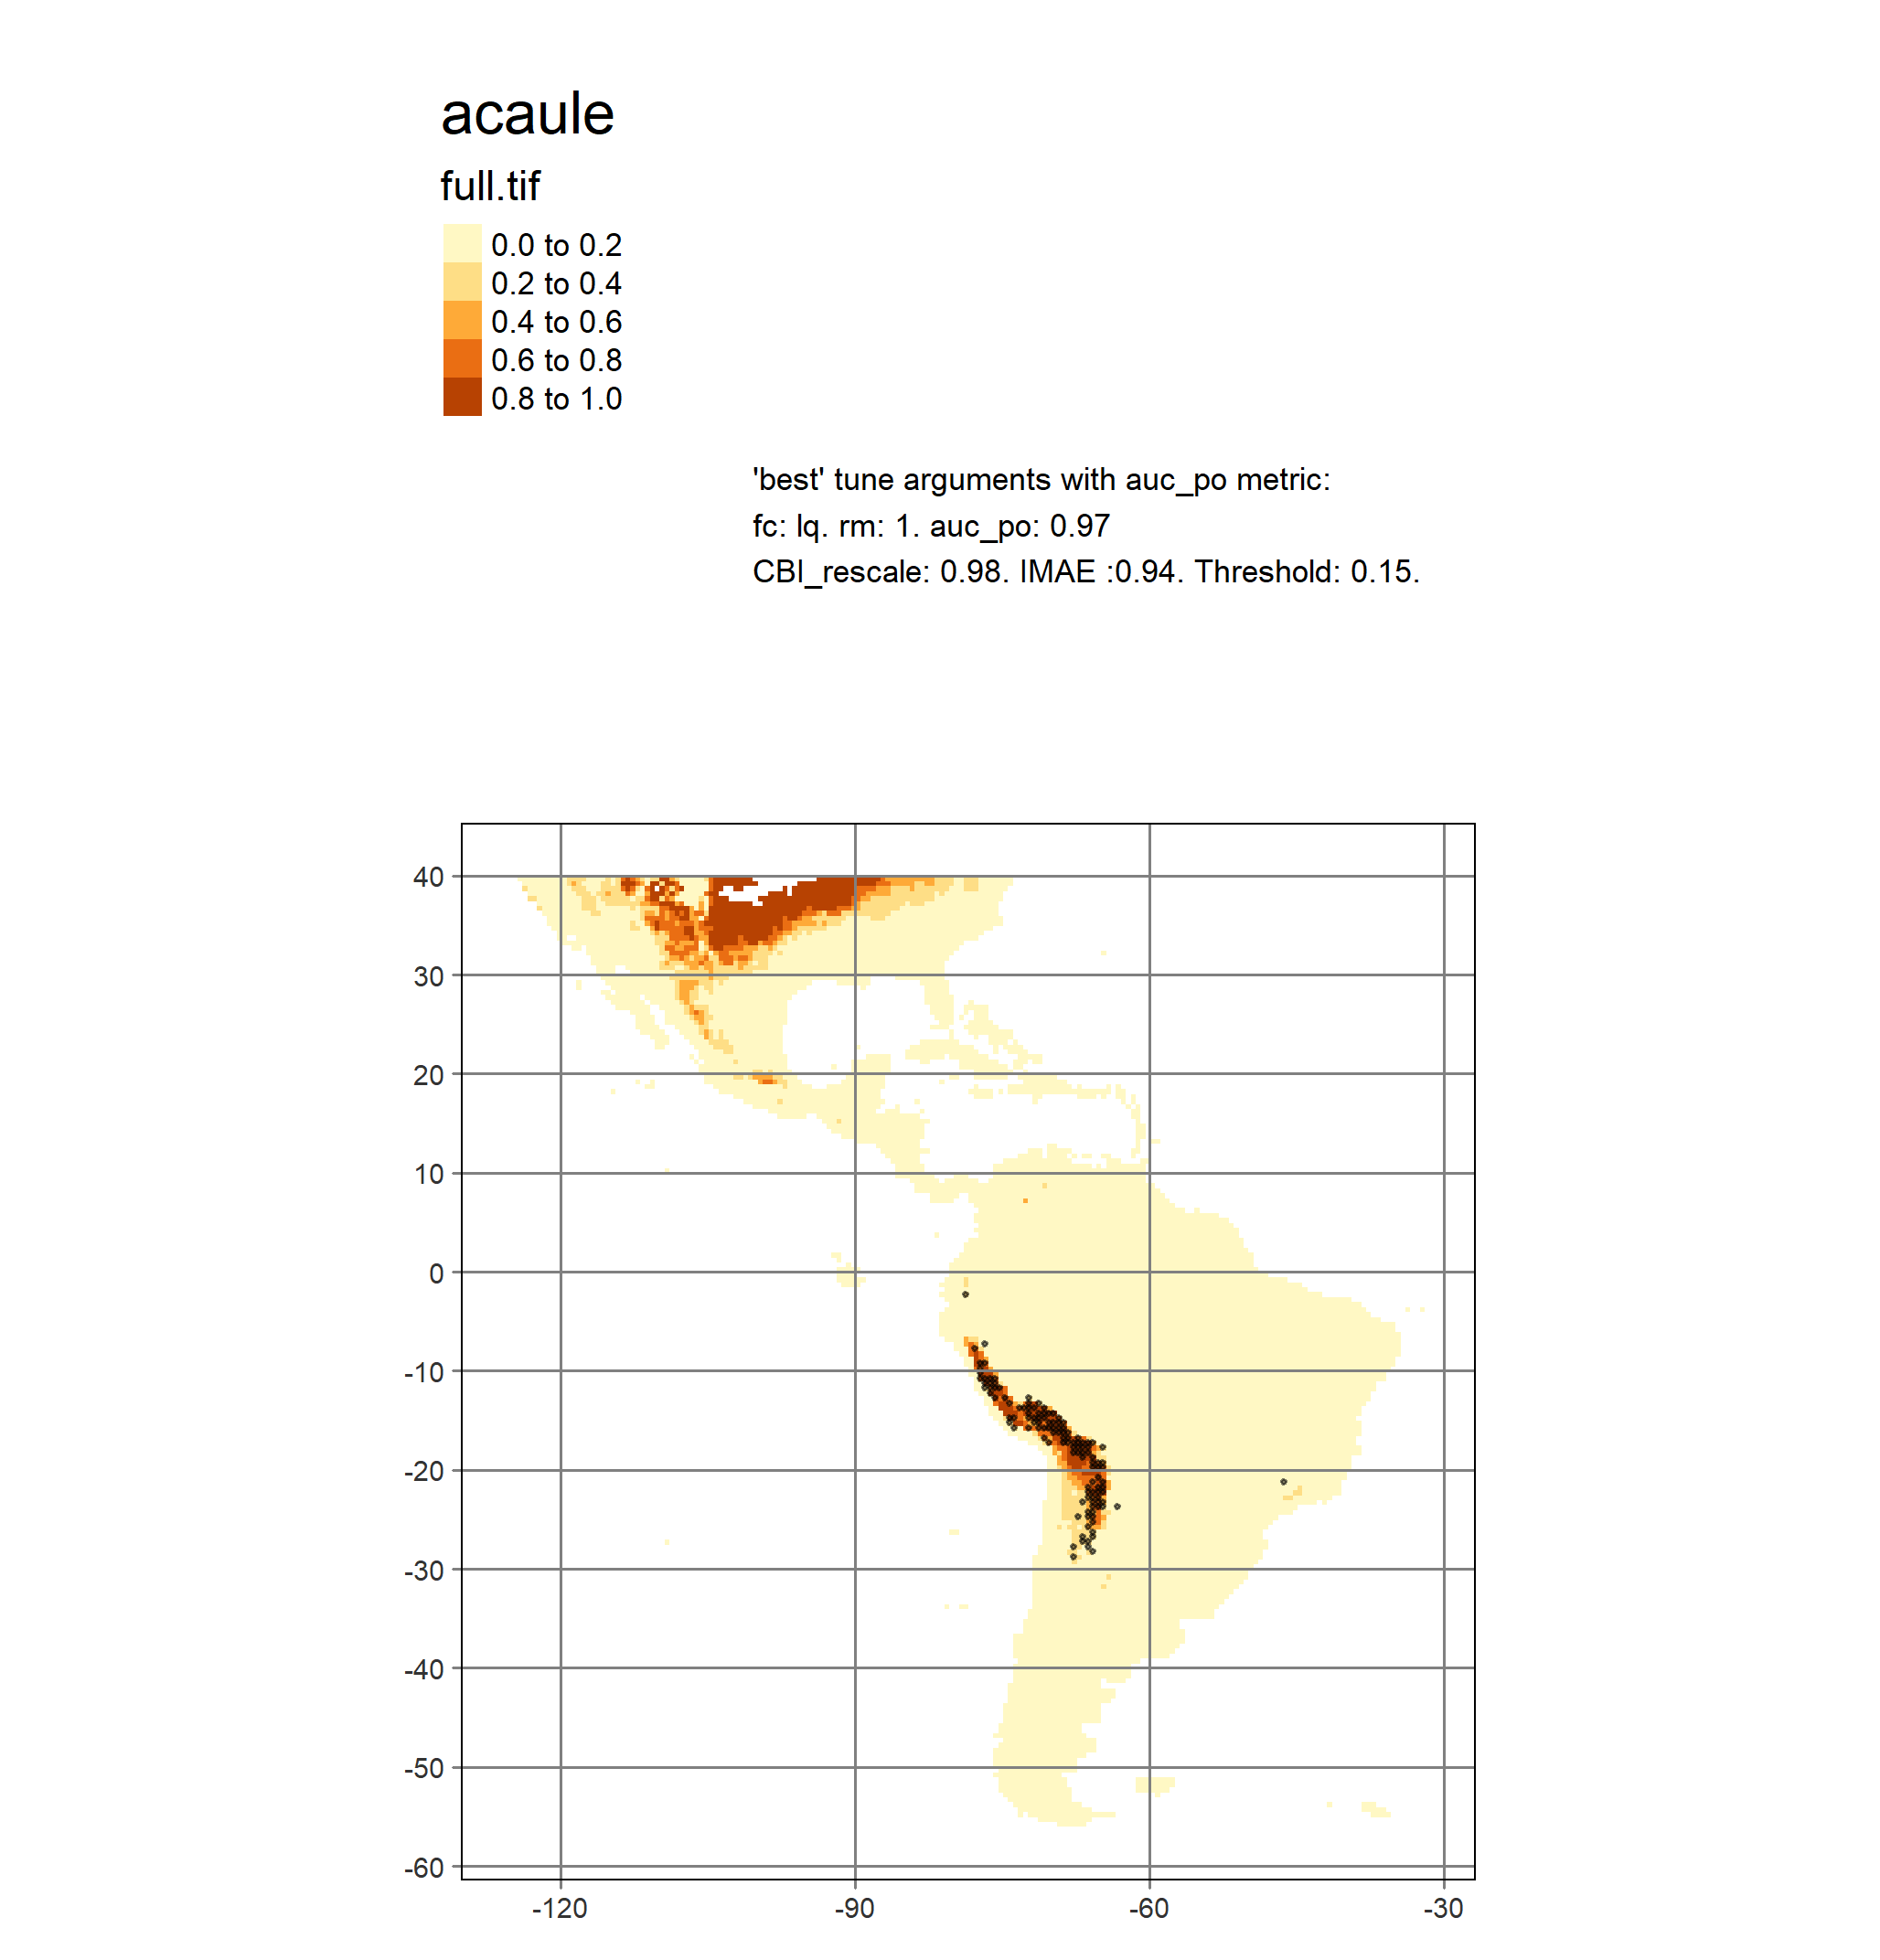 acaule
full.tif
0.0 to 0.2
0.2 to 0.4
0.4 to 0.6
0.6 to 0.8
0.8 to 1.0
'best' tune arguments with auc_po metric:
fc: lq. rm: 1. auc_po: 0.97
CBI_rescale: 0.98. IMAE :0.94. Threshold: 0.15.
40
30
20
10
0
-10
-20
-30
-40
-50
-60
-120 -90 -60 -30